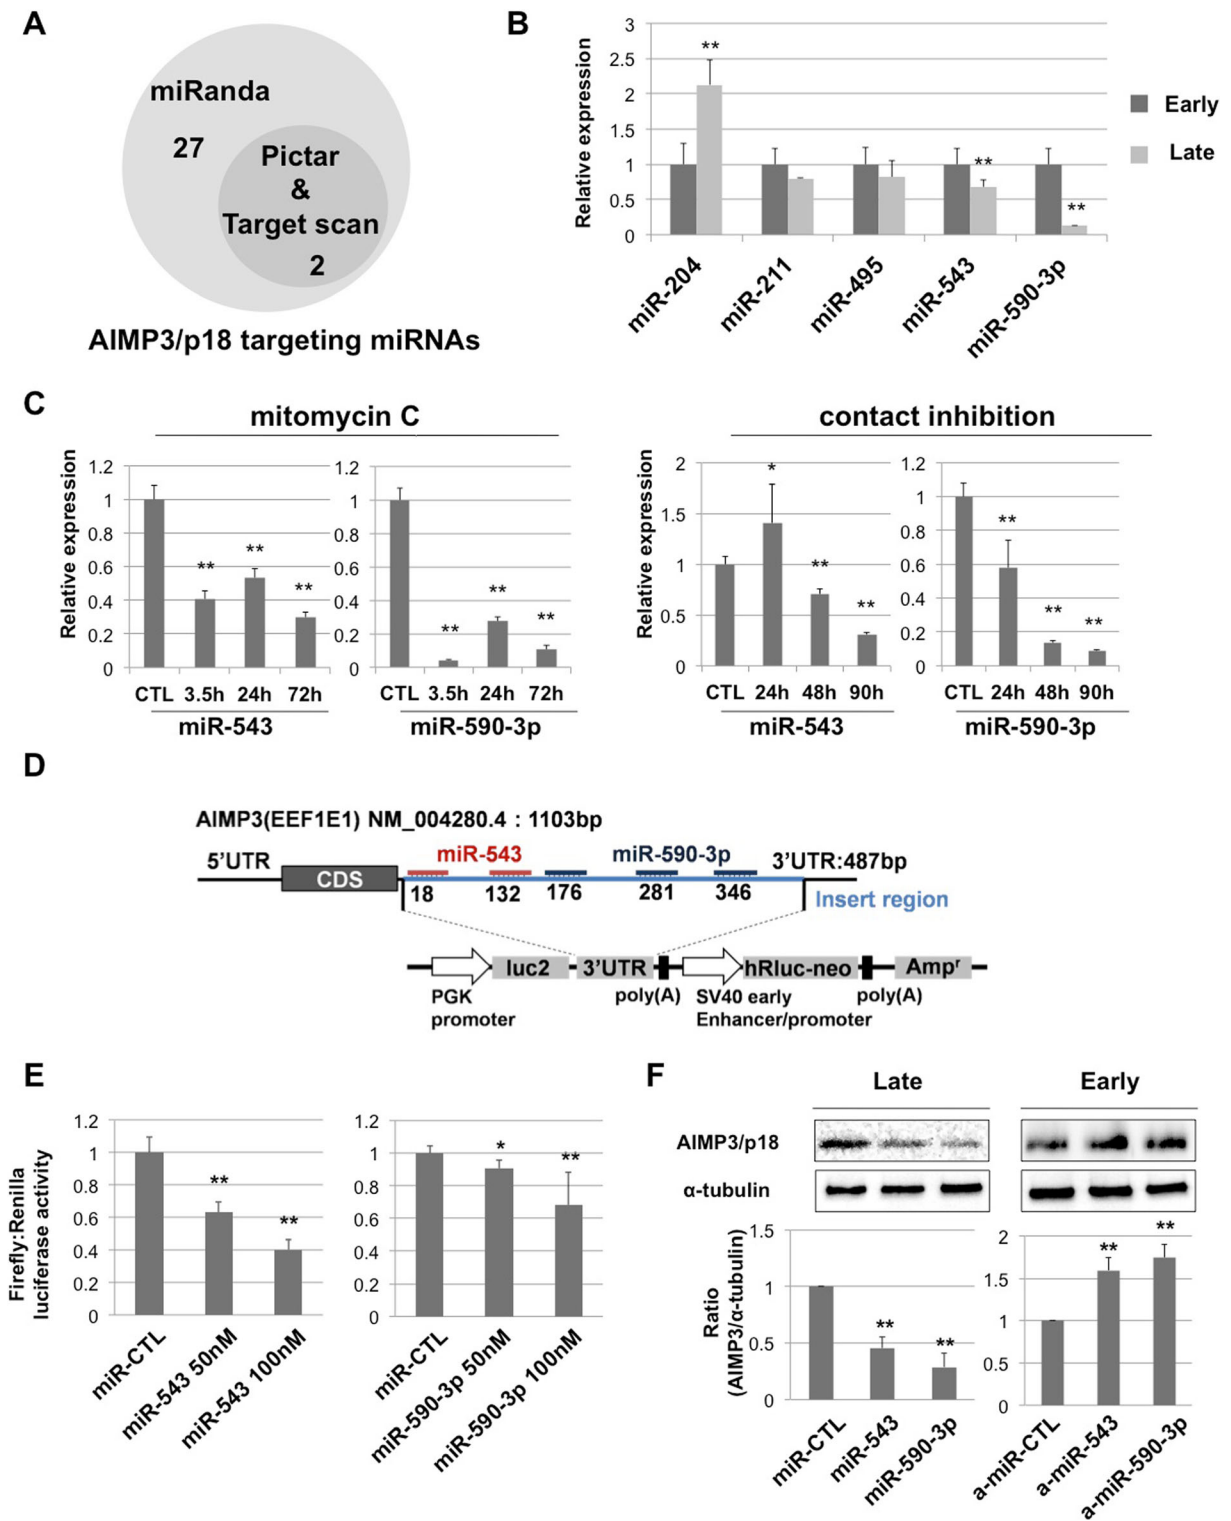 A
miRanda
27
Pictar
&
Target scan
2
AIMP3/p18 targeting miRNAs
B
Relative expression
3
2.5
2
1.5
1
0.5
0
**
**
**
Early
Late
miR-204
miR-211
miR-495
miR-543
miR-590-3p
C
mitomycin C
Relative expression
1.2
1
0.8
0.6
0.4
0.2
0
**
**
**
CTL 3.5h 24h 72h
miR-543
1.2
1
0.8
0.6
0.4
0.2
0
**
**
**
CTL 3.5h 24h 72h
miR-590-3p
contact inhibition
Relative expression
2
1.5
1
0.5
0
*
**
**
CTL 24h 48h 90h
miR-543
1.2
1
0.8
0.6
0.4
0.2
0
**
**
**
CTL 24h 48h 90h
miR-590-3p
D
AIMP3(EEF1E1) NM_004280.4 : 1103bp
5'UTR
CDS
miR-543
miR-590-3p
3'UTR:487bp
18 132 176 281 346
Insert region
luc2
3'UTR
hRluc-neo
Ampʳ
PGK
promoter
poly(A)
SV40 early
Enhancer/promoter
poly(A)
E
Firefly:Renilla
luciferase activity
1.2
1
0.8
0.6
0.4
0.2
0
**
**
miR-CTL
miR-543 50nM
miR-543 100nM
1.2
1
0.8
0.6
0.4
0.2
0
*
**
miR-CTL
miR-590-3p 50nM
miR-590-3p 100nM
F
Late
Early
AIMP3/p18
α-tubulin
Ratio
(AIMP3/α-tubulin)
1.5
1
0.5
0
**
**
miR-CTL
miR-543
miR-590-3p
2
1.5
1
0.5
0
**
**
a-miR-CTL
a-miR-543
a-miR-590-3p